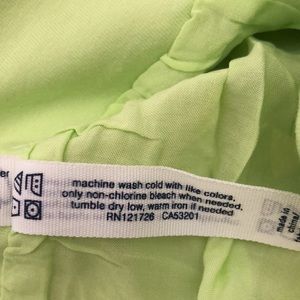 machine wash cold with like colors,
only non-chlorine bleach when needed,
tumble dry low, warm iron if needed
RN121726 CA53201
made in